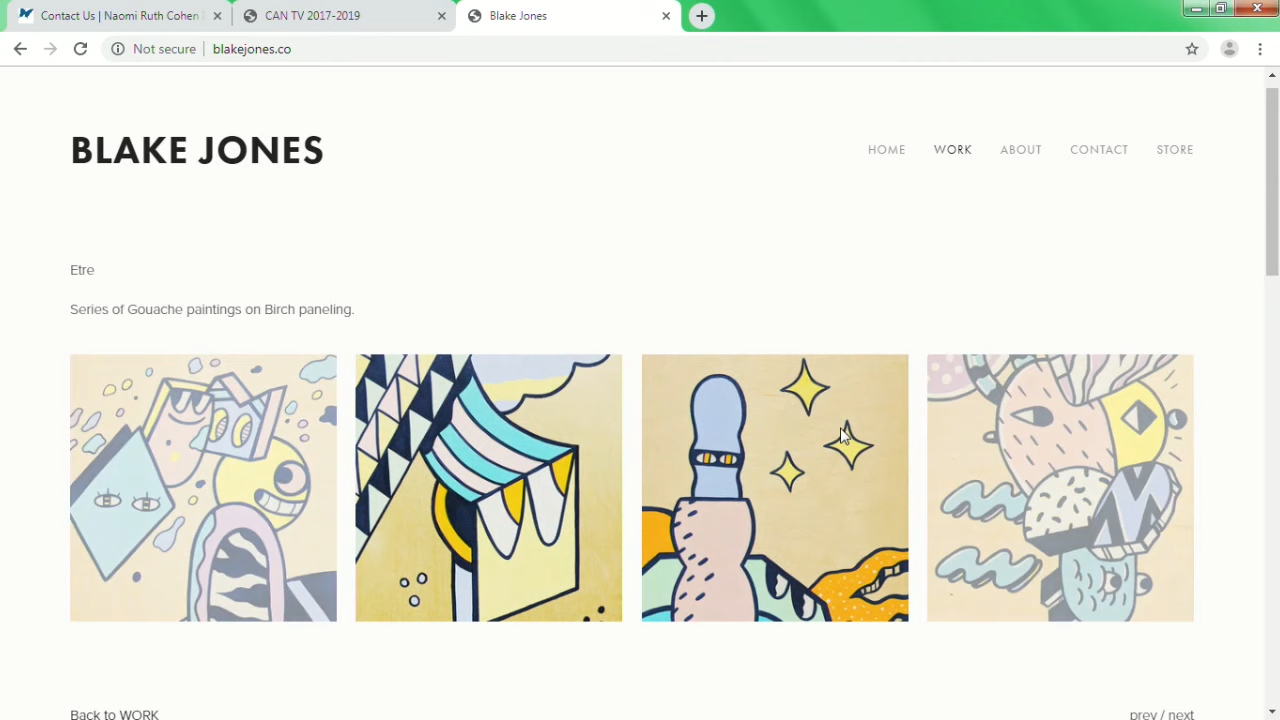 Contact Us | Naomi Ruth Cohen
CAN TV 2017-2019
Blake Jones
Not secure
blakejones.co
BLAKE JONES
HOME
WORK
ABOUT
CONTACT
STORE
Etre
Series of Gouache paintings on Birch paneling.
Back to WORK
prev / next